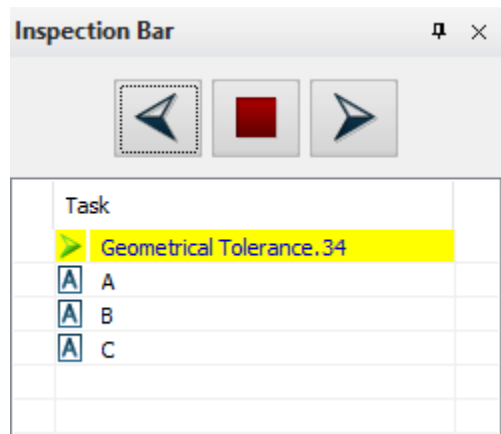 Inspection Bar
Task
Geometrical Tolerance.34
A A
A B
A C